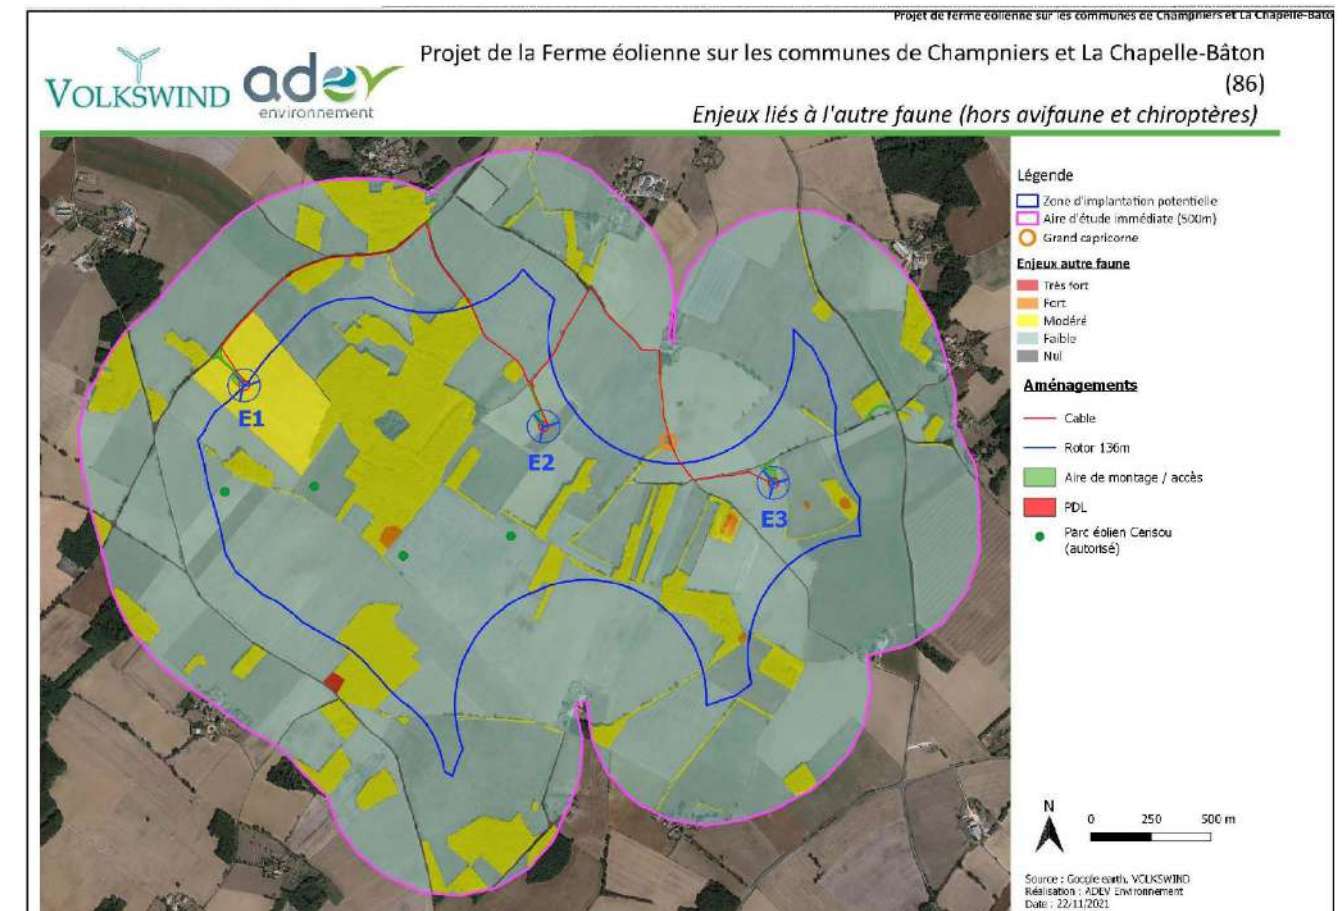 Projet de ferme éolienne sur les communes de Champniers et La Chapelle-Bâto
VOLKSWIND
adev
environnement
Projet de la Ferme éolienne sur les communes de Champniers et La Chapelle-Bâton
(86)
Enjeux liés à l'autre faune (hors avifaune et chiroptères)
Légende
Zone d'implantation potentielle
Aire d'étude immédiate (500m)
Grand capricorne
Enjeux autre faune
Très fort
Fort
Modéré
Faible
Nul
Aménagements
Cable
Rotor 136m
Aire de montage / accès
PDL
Parc éolien Cerisou
(autorisé)
E1
E2
E3
N
0 250 500 m
Source : Google earth, VOLKSWIND
Réalisation : ADEV Environnement
Date : 22/11/2021